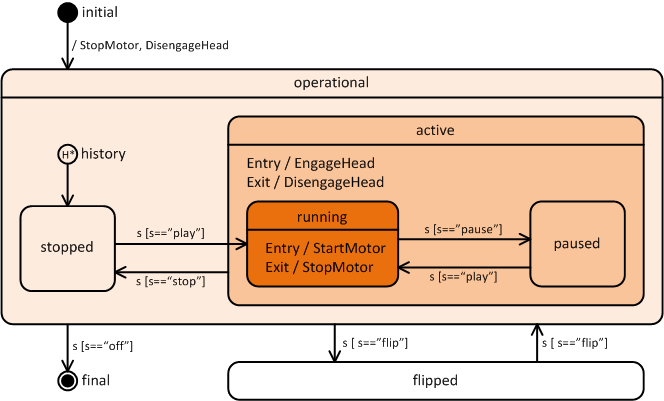 initial
/ StopMotor, DisengageHead
operational
active
H* history
Entry / EngageHead
Exit / DisengageHead
running
stopped
s [s==”play”]
s [s==”pause”]
paused
Entry / StartMotor
Exit / StopMotor
s [s==”stop”]
s [s==”play”]
s [s==“off”]
s [ s==“flip”]
s [ s==“flip”]
final
flipped